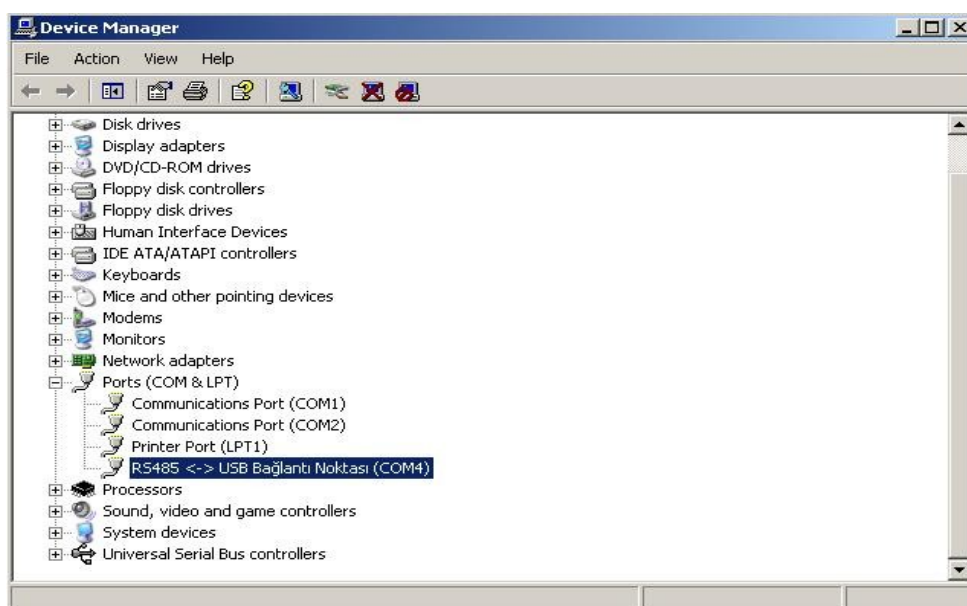 Device Manager
File Action View Help
Disk drives
Display adapters
DVD/CD-ROM drives
Floppy disk controllers
Floppy disk drives
Human Interface Devices
IDE ATA/ATAPI controllers
Keyboards
Mice and other pointing devices
Modems
Monitors
Network adapters
Ports (COM & LPT)
Communications Port (COM1)
Communications Port (COM2)
Printer Port (LPT1)
RS485 <-> USB Bağlantı Noktası (COM4)
Processors
Sound, video and game controllers
System devices
Universal Serial Bus controllers